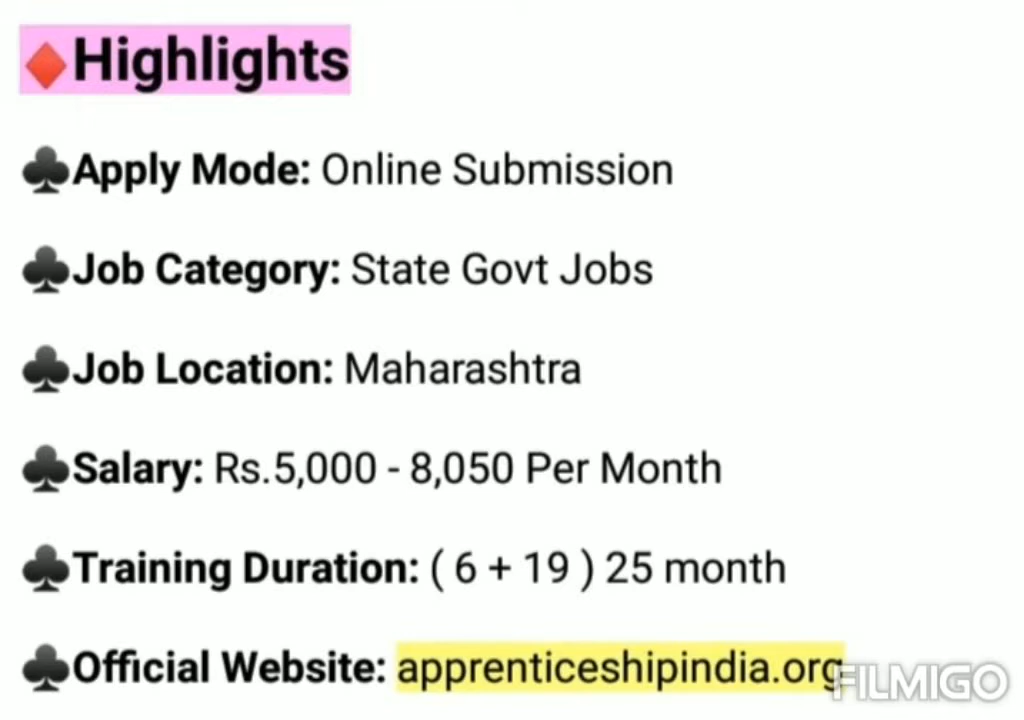 ♦Highlights
♣Apply Mode: Online Submission
♣Job Category: State Govt Jobs
♣Job Location: Maharashtra
♣Salary: Rs.5,000 - 8,050 Per Month
♣Training Duration: ( 6 + 19 ) 25 month
♣Official Website: apprenticeshipindia.org
FILMIGO